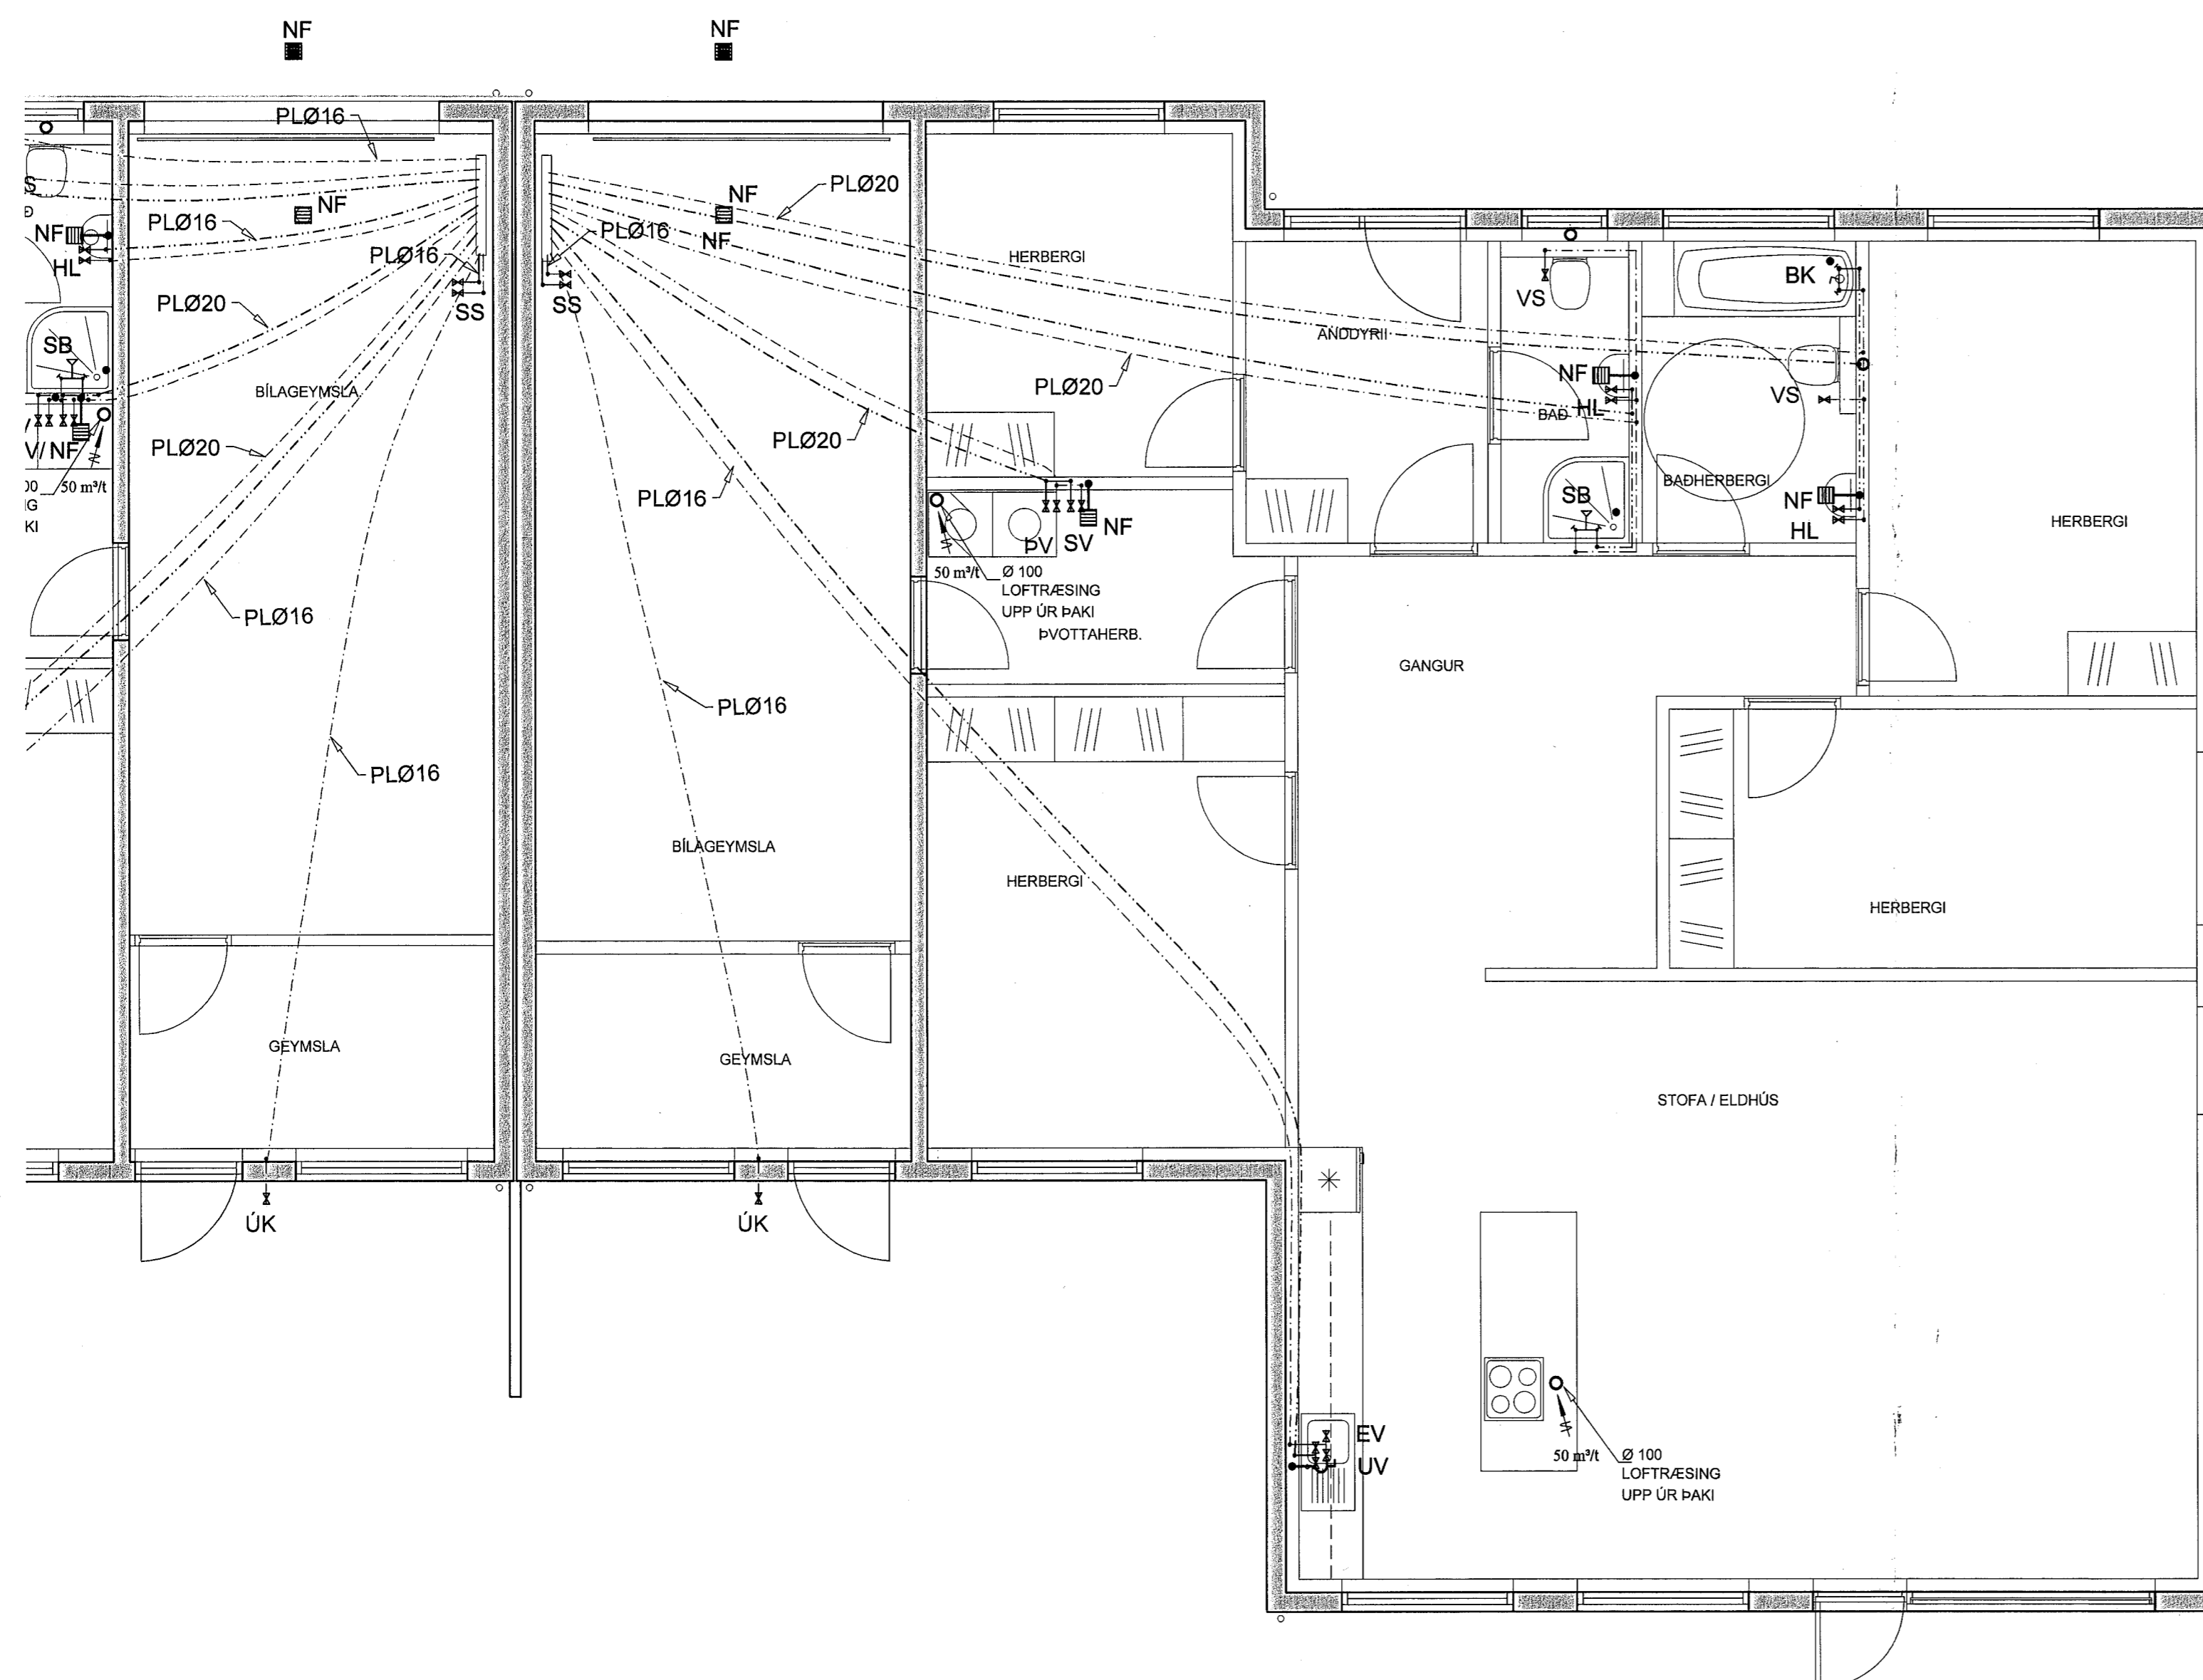 NF
NF
PLØ16
PLØ20
NF
NF
PLØ16
NF
PLØ16
NF
HL
PLØ16
SS
SS
PLØ20
SB
BÍLAGEYMSLA
PLØ20
V/ NF
50 m³/t
PLØ16
PLØ16
HERBERGI
PLØ20
PLØ20
PLØ16
PLØ16
BÍLAGEYMSLA
GEYMSLA
GEYMSLA
ÚK
ÚK
ANDDYRII
VS
BK
NF
HL
BAÐ
VS
SB
BAÐHERBERGI
NF
HL
HERBERGI
ÞV SV NF
50 m³/t
Ø 100
LOFTRÆSING
UPP ÚR ÞAKI
ÞVOTTAHERB.
GANGUR
HERBERGI
HERBERGI
STOFA / ELDHÚS
EV
UV
50 m³/t
Ø 100
LOFTRÆSING
UPP ÚR ÞAKI